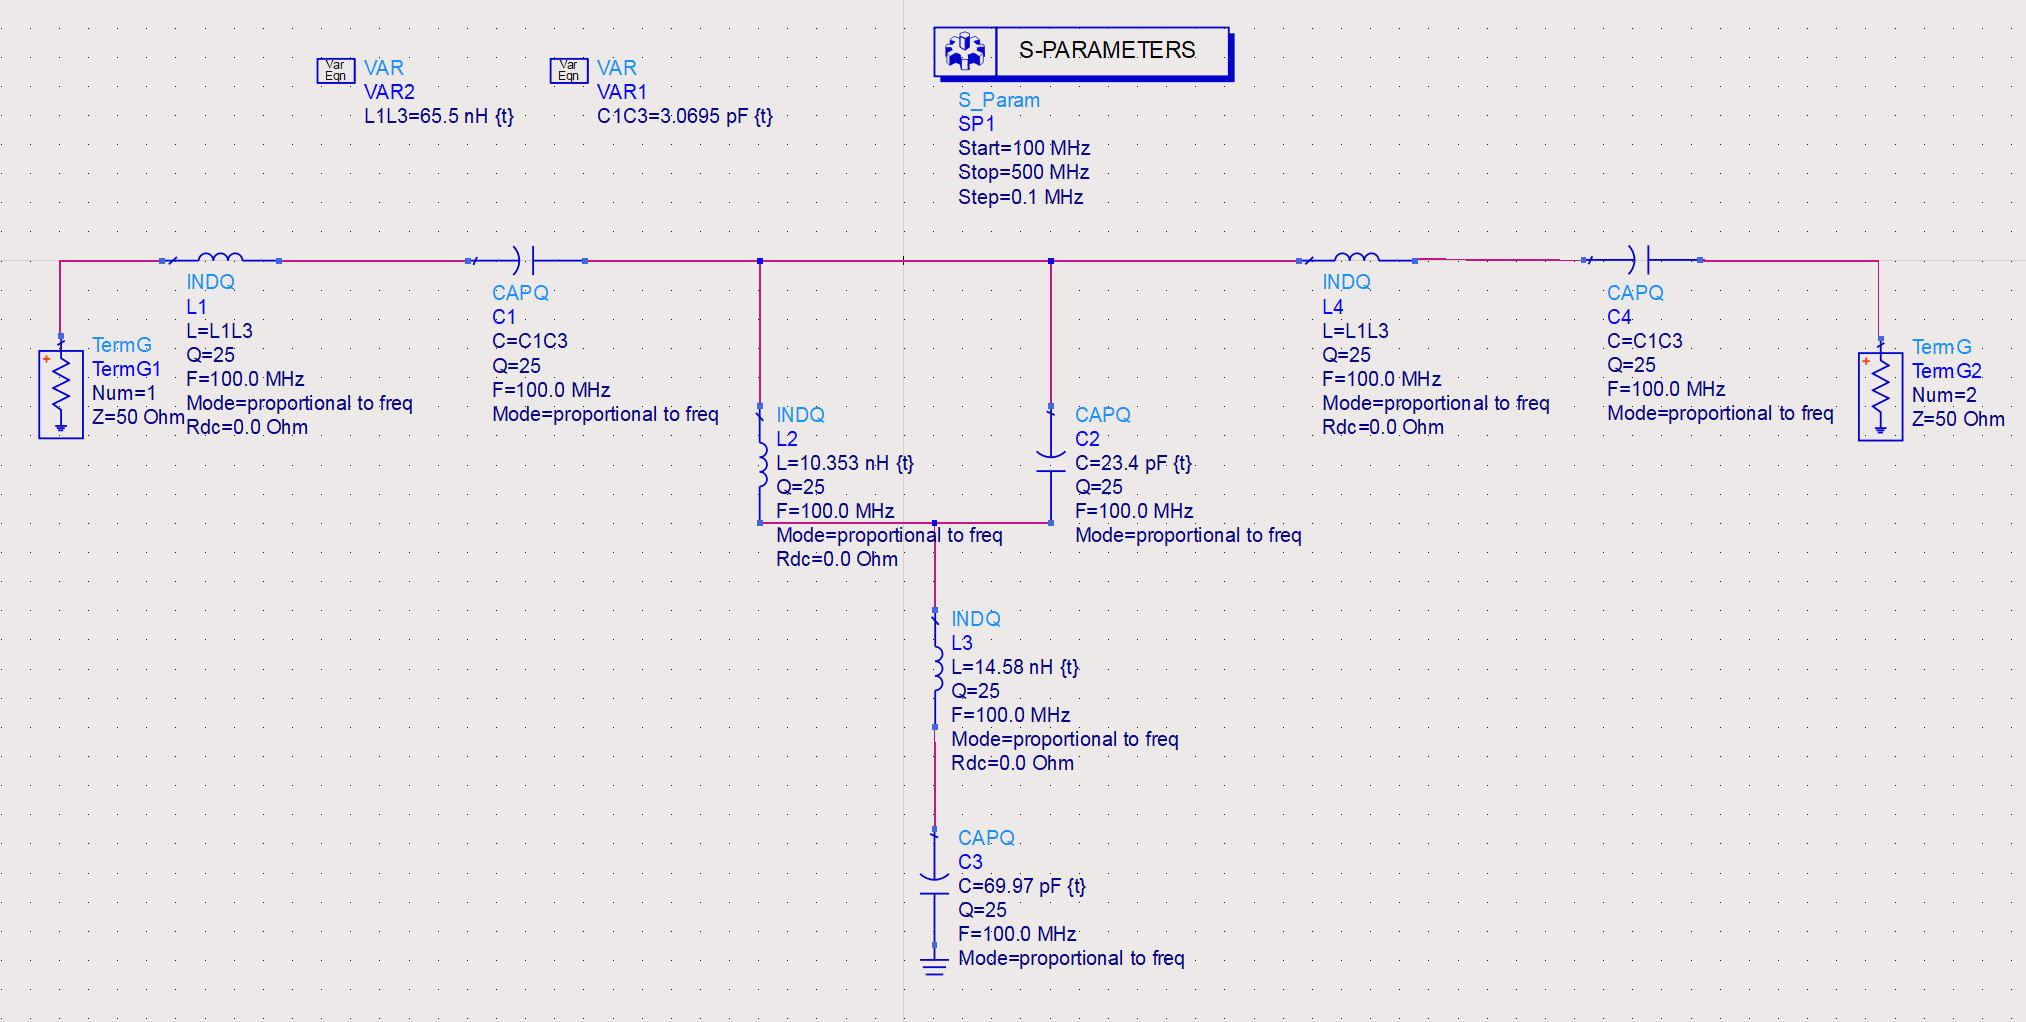 Var
Eqn
VAR
VAR2
L1L3=65.5 nH {t}
Var
Eqn
VAR
VAR1
C1C3=3.0695 pF {t}
S-PARAMETERS
S_Param
SP1
Start=100 MHz
Stop=500 MHz
Step=0.1 MHz
TermG
TermG1
Num=1
Z=50 Ohm
INDQ
L1
L=L1L3
Q=25
F=100.0 MHz
Mode=proportional to freq
Rdc=0.0 Ohm
CAPQ
C1
C=C1C3
Q=25
F=100.0 MHz
Mode=proportional to freq
INDQ
L2
L=10.353 nH {t}
Q=25
F=100.0 MHz
Mode=proportional to freq
Rdc=0.0 Ohm
CAPQ
C2
C=23.4 pF {t}
Q=25
F=100.0 MHz
Mode=proportional to freq
INDQ
L4
L=L1L3
Q=25
F=100.0 MHz
Mode=proportional to freq
Rdc=0.0 Ohm
CAPQ
C4
C=C1C3
Q=25
F=100.0 MHz
Mode=proportional to freq
TermG
TermG2
Num=2
Z=50 Ohm
INDQ
L3
L=14.58 nH {t}
Q=25
F=100.0 MHz
Mode=proportional to freq
Rdc=0.0 Ohm
CAPQ
C3
C=69.97 pF {t}
Q=25
F=100.0 MHz
Mode=proportional to freq